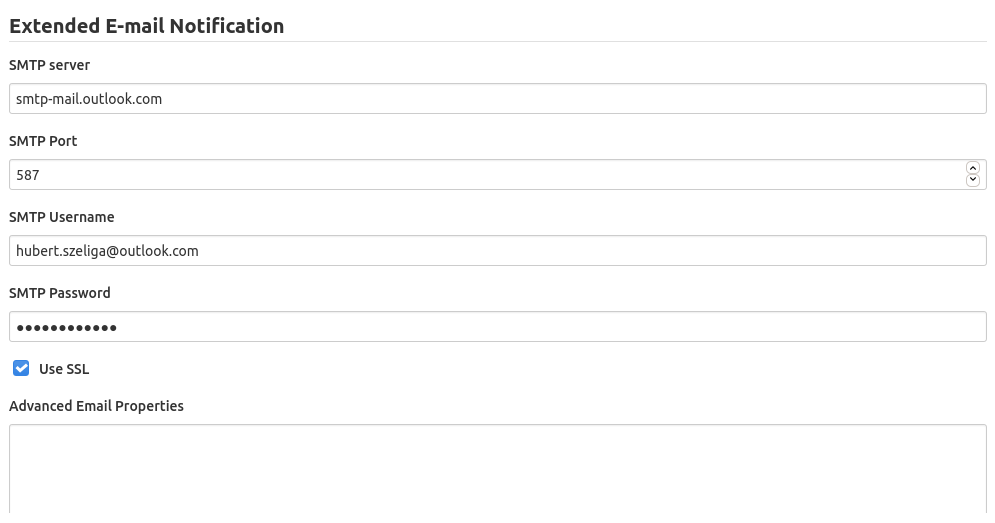 Extended E-mail Notification
SMTP server
smtp-mail.outlook.com
SMTP Port
587
SMTP Username
hubert.szeliga@outlook.com
SMTP Password
●●●●●●●●●●●●
Use SSL
Advanced Email Properties